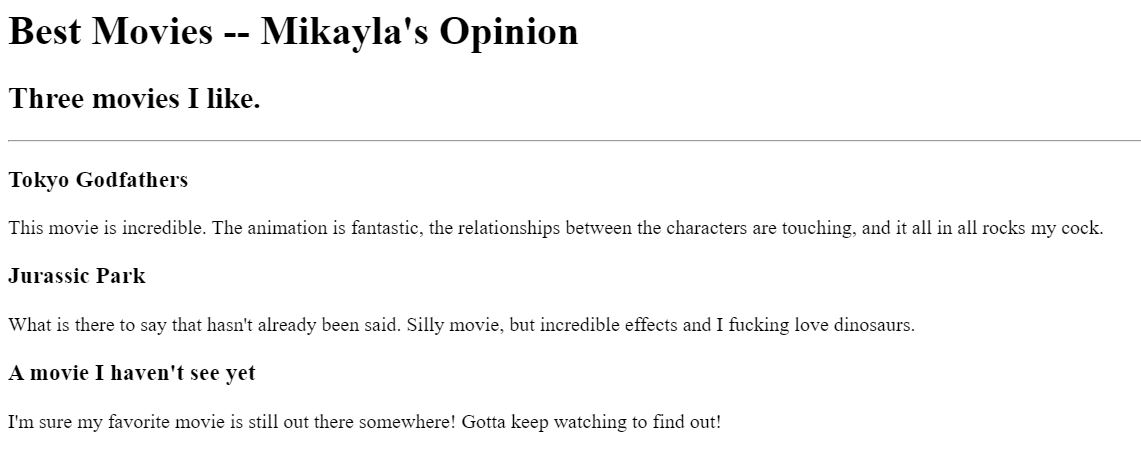 Best Movies -- Mikayla's Opinion
Three movies I like.
Tokyo Godfathers
This movie is incredible. The animation is fantastic, the relationships between the characters are touching, and it all in all rocks my cock.
Jurassic Park
What is there to say that hasn't already been said. Silly movie, but incredible effects and I fucking love dinosaurs.
A movie I haven't see yet
I'm sure my favorite movie is still out there somewhere! Gotta keep watching to find out!